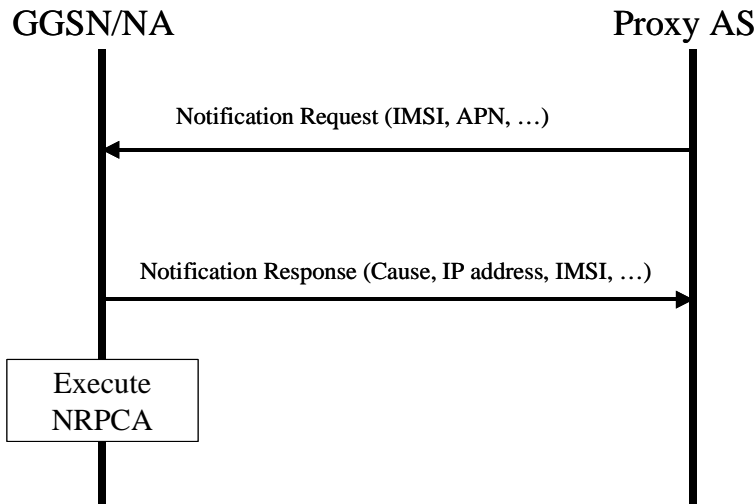 GGSN/NA
Proxy AS
Notification Request (IMSI, APN, …)
Notification Response (Cause, IP address, IMSI, …)
Execute
NRPCA